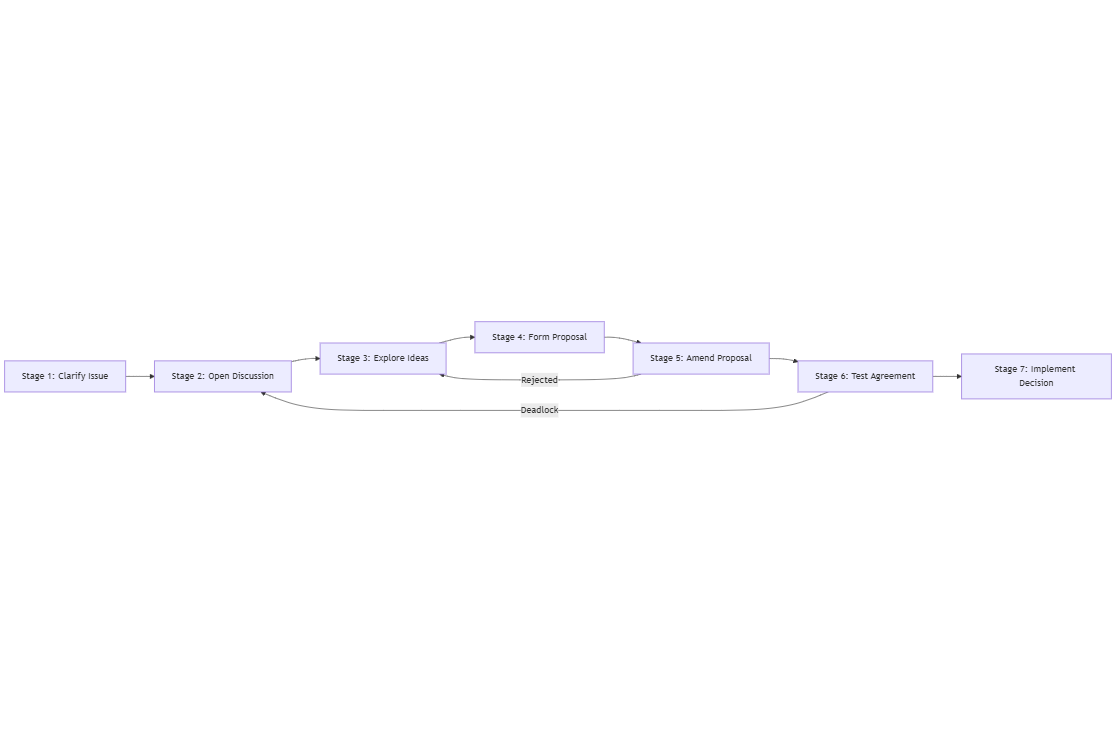 Stage 1: Clarify Issue
Stage 2: Open Discussion
Stage 3: Explore Ideas
Stage 4: Form Proposal
Stage 5: Amend Proposal
Stage 6: Test Agreement
Stage 7: Implement
Decision
Rejected
Deadlock